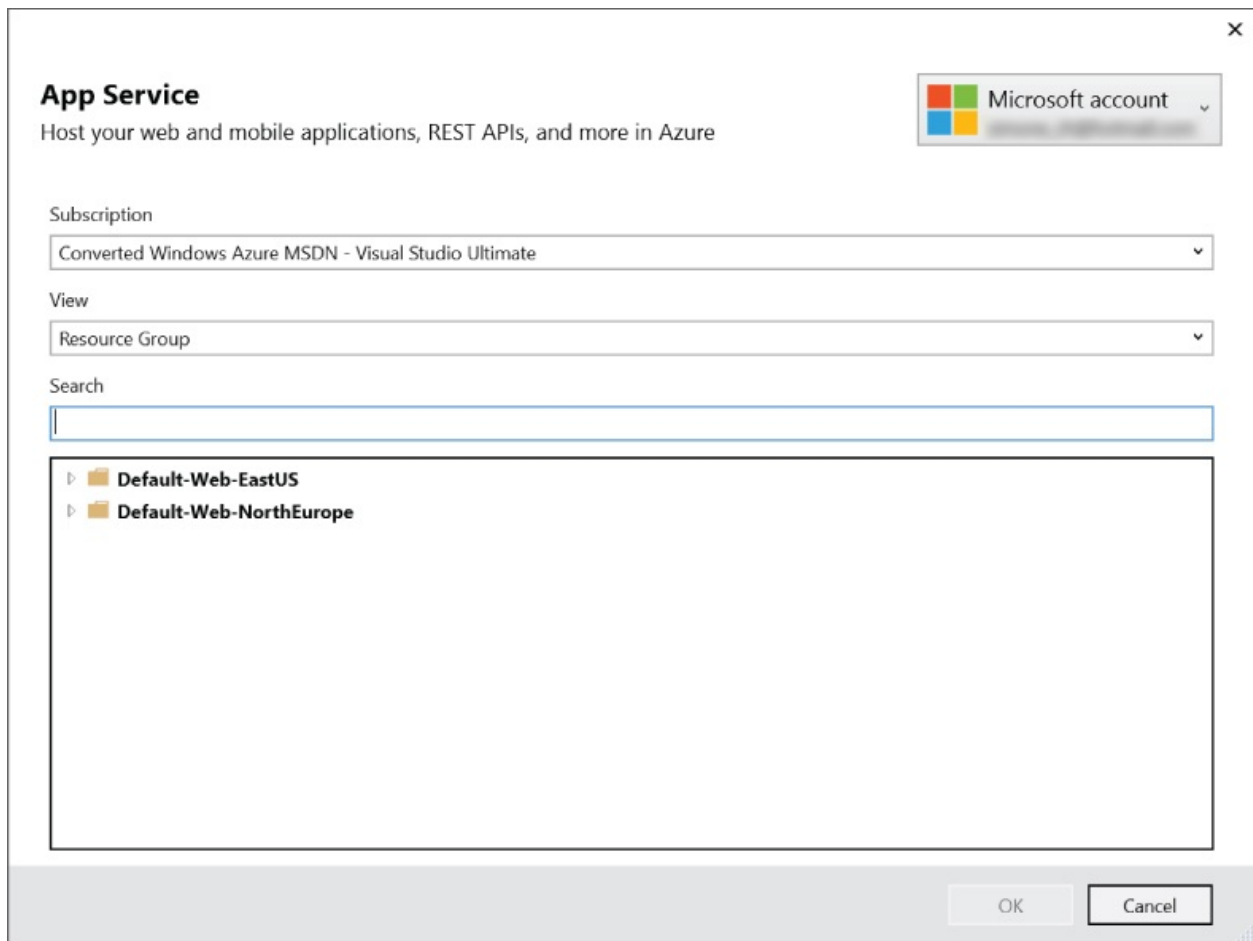 App Service
Host your web and mobile applications, REST APIs, and more in Azure
Microsoft account
Subscription
Converted Windows Azure MSDN - Visual Studio Ultimate
View
Resource Group
Search
Default-Web-EastUS
Default-Web-NorthEurope
OK
Cancel